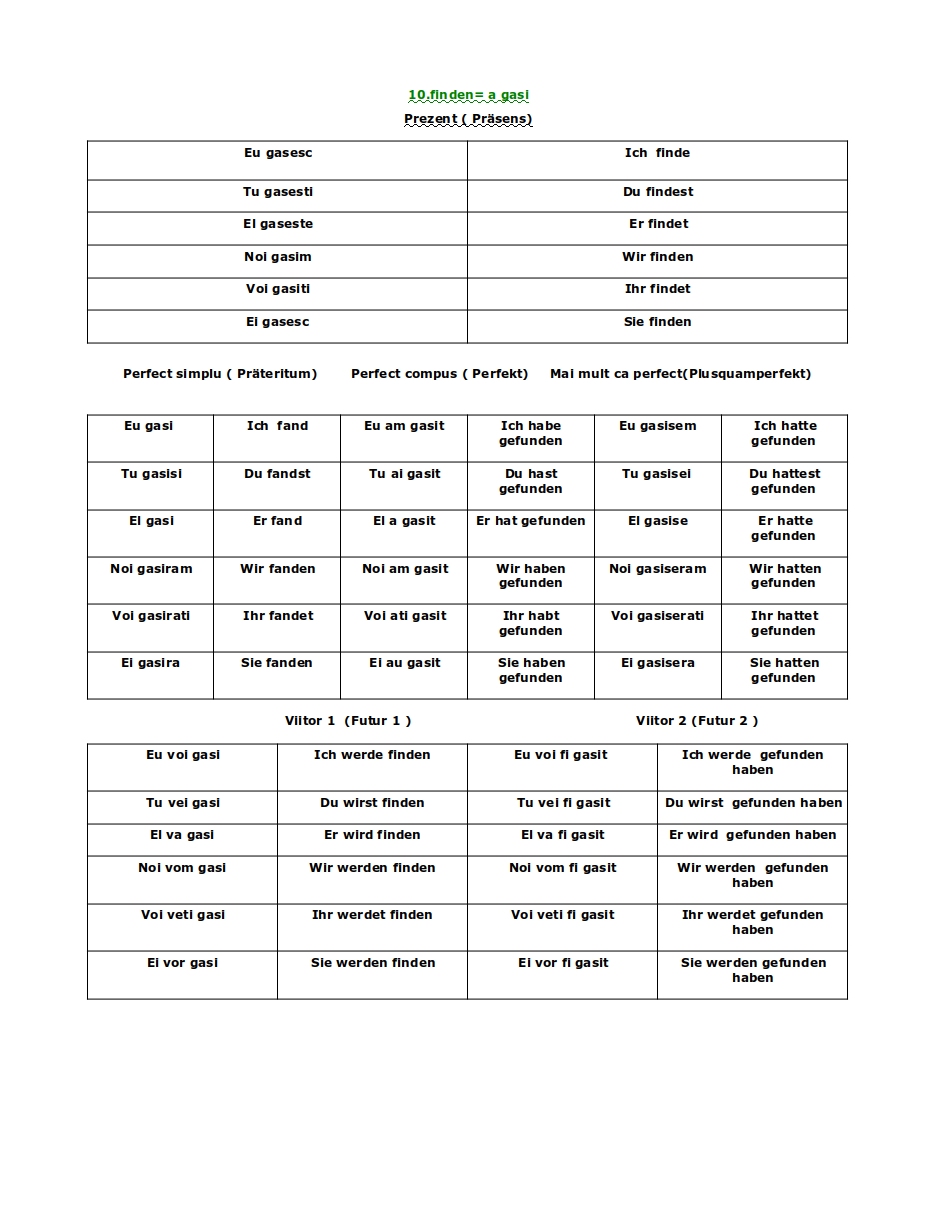 10.finden= a gasi
Prezent ( Präsens)
Eu gasesc Ich finde
Tu gasesti Du findest
El gaseste Er findet
Noi gasim Wir finden
Voi gasiti Ihr findet
Ei gasesc Sie finden
Perfect simplu ( Präteritum) Perfect compus ( Perfekt) Mai mult ca perfect(Plusquamperfekt)
Eu gasi Ich fand Eu am gasit Ich habe gefunden Eu gasisem Ich hatte gefunden
Tu gasisi Du fandst Tu ai gasit Du hast gefunden Tu gasisei Du hattest gefunden
El gasi Er fand El a gasit Er hat gefunden El gasise Er hatte gefunden
Noi gasiram Wir fanden Noi am gasit Wir haben gefunden Noi gasiseram Wir hatten gefunden
Voi gasirati Ihr fandet Voi ati gasit Ihr habt gefunden Voi gasiserati Ihr hattet gefunden
Ei gasira Sie fanden Ei au gasit Sie haben gefunden Ei gasisera Sie hatten gefunden
Viitor 1 (Futur 1 ) Viitor 2 (Futur 2 )
Eu voi gasi Ich werde finden Eu voi fi gasit Ich werde gefunden haben
Tu vei gasi Du wirst finden Tu vei fi gasit Du wirst gefunden haben
El va gasi Er wird finden El va fi gasit Er wird gefunden haben
Noi vom gasi Wir werden finden Noi vom fi gasit Wir werden gefunden haben
Voi veti gasi Ihr werdet finden Voi veti fi gasit Ihr werdet gefunden haben
Ei vor gasi Sie werden finden Ei vor fi gasit Sie werden gefunden haben